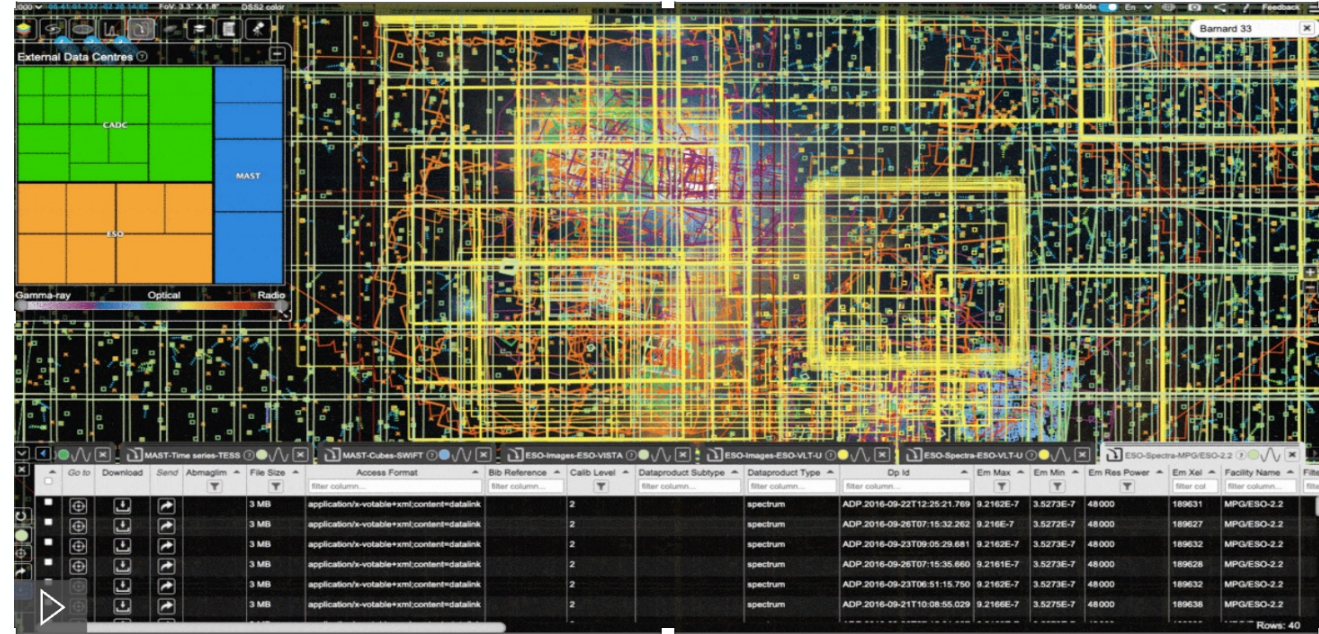 FoV: 3.3° X 1.8° DSS2 color
Sci. Mode En Feedback
Barnard 33
External Data Centres
CADC
MAST
ESO
Gamma-ray Optical Radio
MAST-Time series-TESS MAST-Cubes-SWIFT ESO-Images-ESO-VISTA ESO-Images-ESO-VLT-U ESO-Spectra-ESO-VLT-U ESO-Spectra-MPG/ESO-2.2
Go to Download Send Abmaglim File Size Access Format Bib Reference Calib Level Dataproduct Subtype Dataproduct Type Dp Id Em Max Em Min Em Res Power Em Xel Facility Name Filte
filter column... filter column... filter column... filter column... filter column... filter col filter column... filte
3 MB application/x-votable+xml;content=datalink 2 spectrum ADP.2016-09-22T12:25:21.769 9.2162E-7 3.5273E-7 48000 189631 MPG/ESO-2.2
3 MB application/x-votable+xml;content=datalink 2 spectrum ADP.2016-09-26T07:15:32.262 9.216E-7 3.5272E-7 48000 189627 MPG/ESO-2.2
3 MB application/x-votable+xml;content=datalink 2 spectrum ADP.2016-09-23T09:05:29.681 9.2162E-7 3.5273E-7 48000 189632 MPG/ESO-2.2
3 MB application/x-votable+xml;content=datalink 2 spectrum ADP.2016-09-26T07:15:35.660 9.2161E-7 3.5273E-7 48000 189628 MPG/ESO-2.2
3 MB application/x-votable+xml;content=datalink 2 spectrum ADP.2016-09-23T06:51:15.750 9.2162E-7 3.5273E-7 48000 189632 MPG/ESO-2.2
3 MB application/x-votable+xml;content=datalink 2 spectrum ADP.2016-09-21T10:08:55.029 9.2166E-7 3.5275E-7 48000 189638 MPG/ESO-2.2
Rows: 40